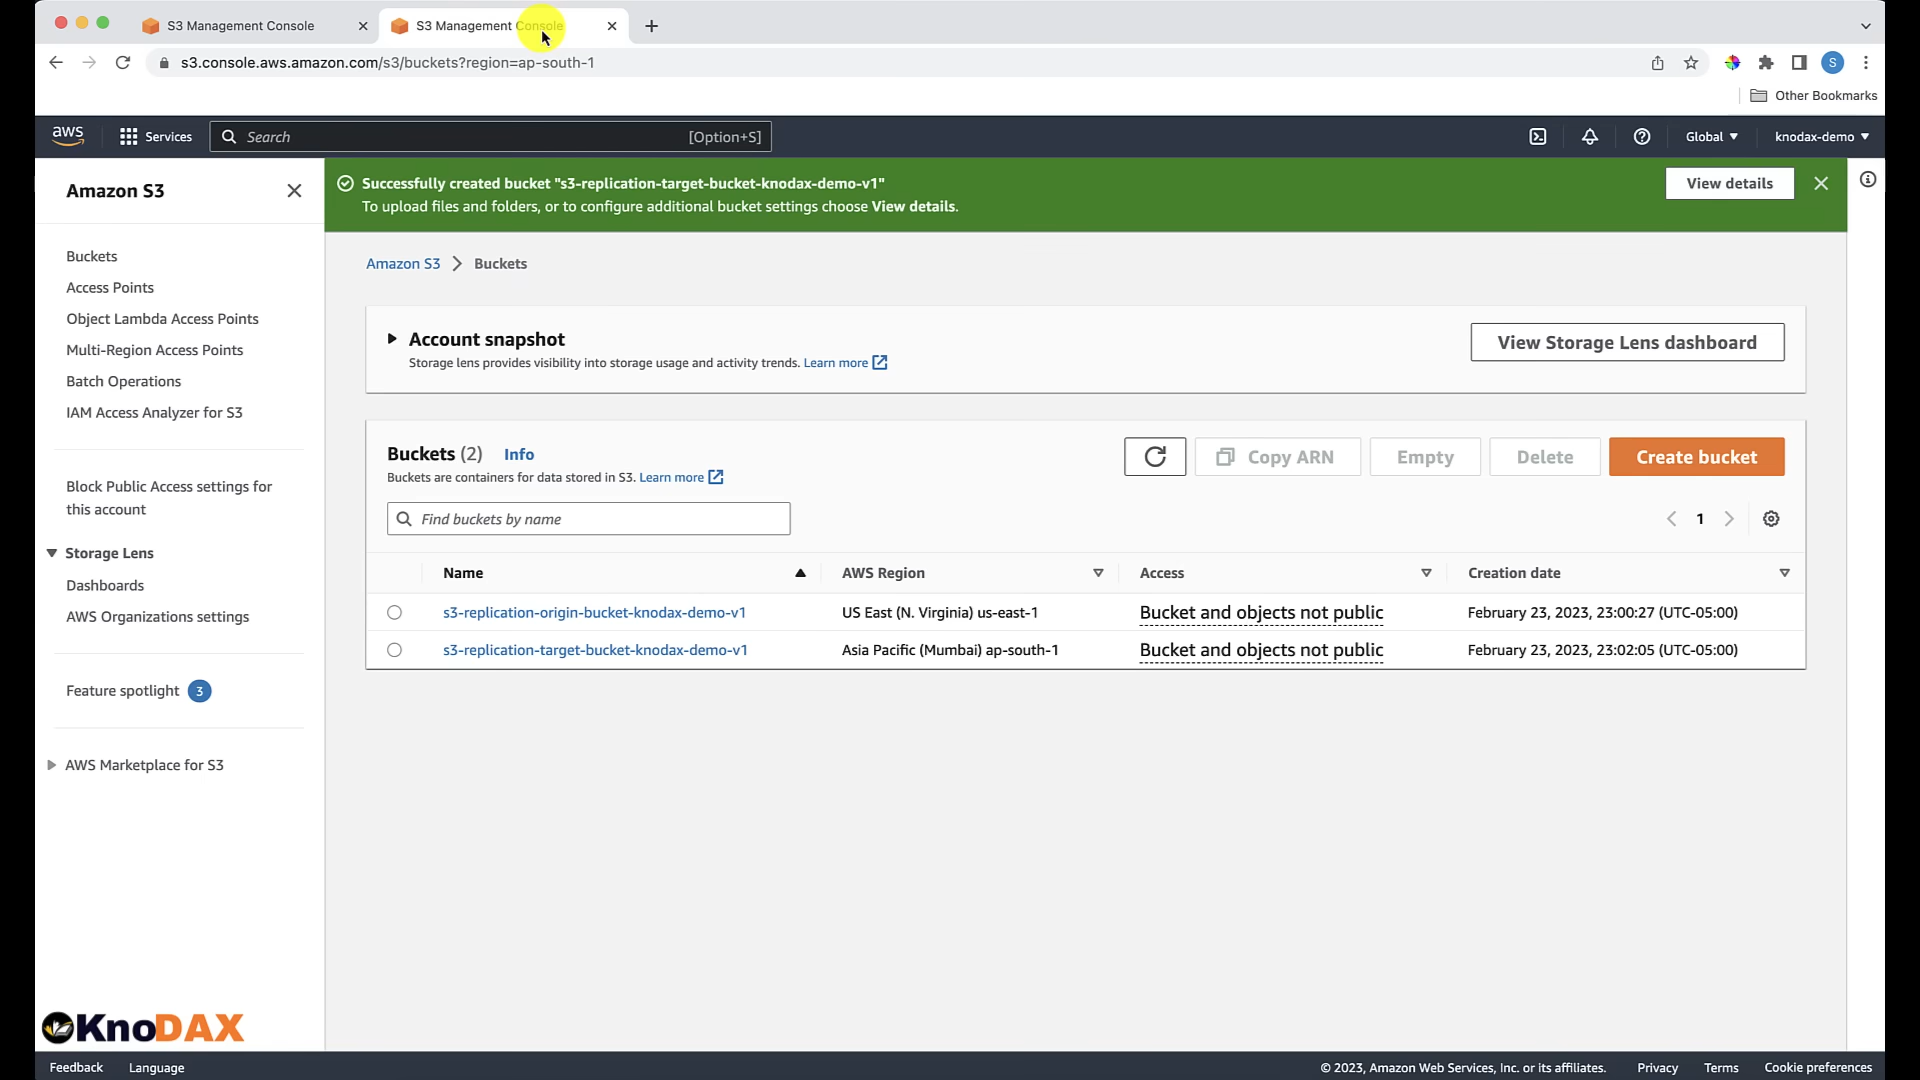 S3 Management Console
S3 Management Console
s3.console.aws.amazon.com/s3/buckets?region=ap-south-1
S
Other Bookmarks
aws
Services
Search
[Option+S]
Global
knodax-demo
Amazon S3
Buckets
Access Points
Object Lambda Access Points
Multi-Region Access Points
Batch Operations
IAM Access Analyzer for S3
Block Public Access settings for
this account
Storage Lens
Dashboards
AWS Organizations settings
Feature spotlight 3
AWS Marketplace for S3
Successfully created bucket "s3-replication-target-bucket-knodax-demo-v1"
To upload files and folders, or to configure additional bucket settings choose View details.
View details
Amazon S3 > Buckets
Account snapshot
Storage lens provides visibility into storage usage and activity trends. Learn more
View Storage Lens dashboard
Buckets (2) Info
Buckets are containers for data stored in S3. Learn more
Copy ARN
Empty
Delete
Create bucket
Find buckets by name
1
Name AWS Region Access Creation date
s3-replication-origin-bucket-knodax-demo-v1 US East (N. Virginia) us-east-1 Bucket and objects not public February 23, 2023, 23:00:27 (UTC-05:00)
s3-replication-target-bucket-knodax-demo-v1 Asia Pacific (Mumbai) ap-south-1 Bucket and objects not public February 23, 2023, 23:02:05 (UTC-05:00)
KnoDAX
Feedback Language
© 2023, Amazon Web Services, Inc. or its affiliates. Privacy Terms Cookie preferences